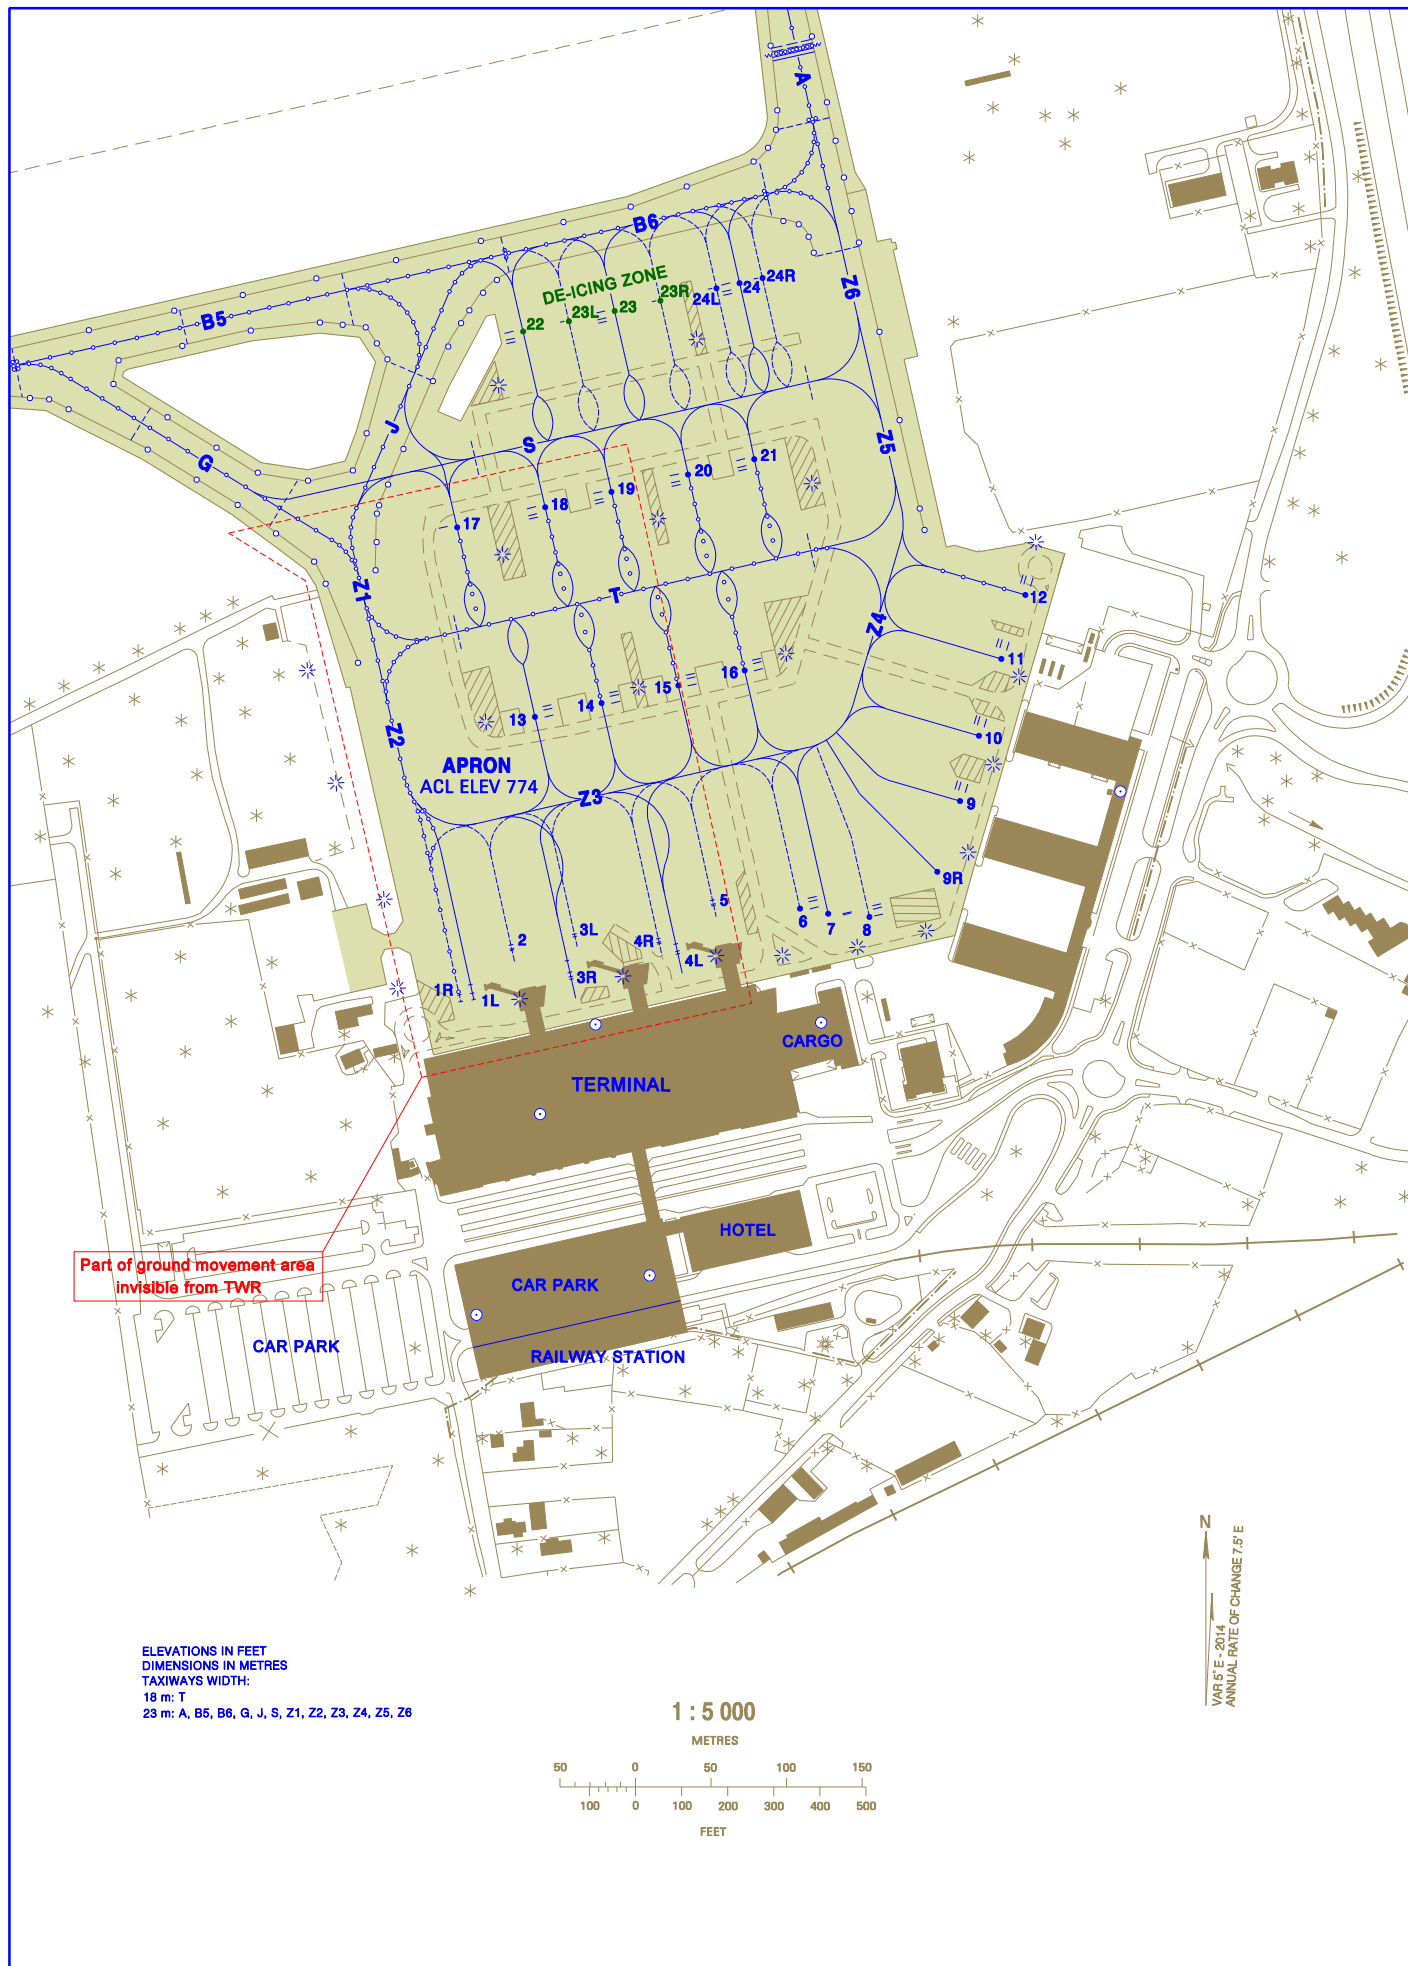 A
B6
Z6
B5
DE-ICING ZONE
22
23L
23
23R
24L
24
24R
J
S
G
Z5
17
18
19
20
21
Z1
T
Z4
12
11
10
9
9R
Z2
13
14
15
16
APRON
ACL ELEV 774
Z3
5
6
7
8
2
3L
3R
4R
4L
1R
1L
CARGO
TERMINAL
HOTEL
CAR PARK
Part of ground movement area
invisible from TWR
CAR PARK
RAILWAY STATION
ELEVATIONS IN FEET
DIMENSIONS IN METRES
TAXIWAYS WIDTH:
18 m: T
23 m: A, B5, B6, G, J, S, Z1, Z2, Z3, Z4, Z5, Z6
N
VAR 5° E - 2014
ANNUAL RATE OF CHANGE 7.5' E
1 : 5 000
METRES
50 0 50 100 150
100 0 100 200 300 400 500
FEET